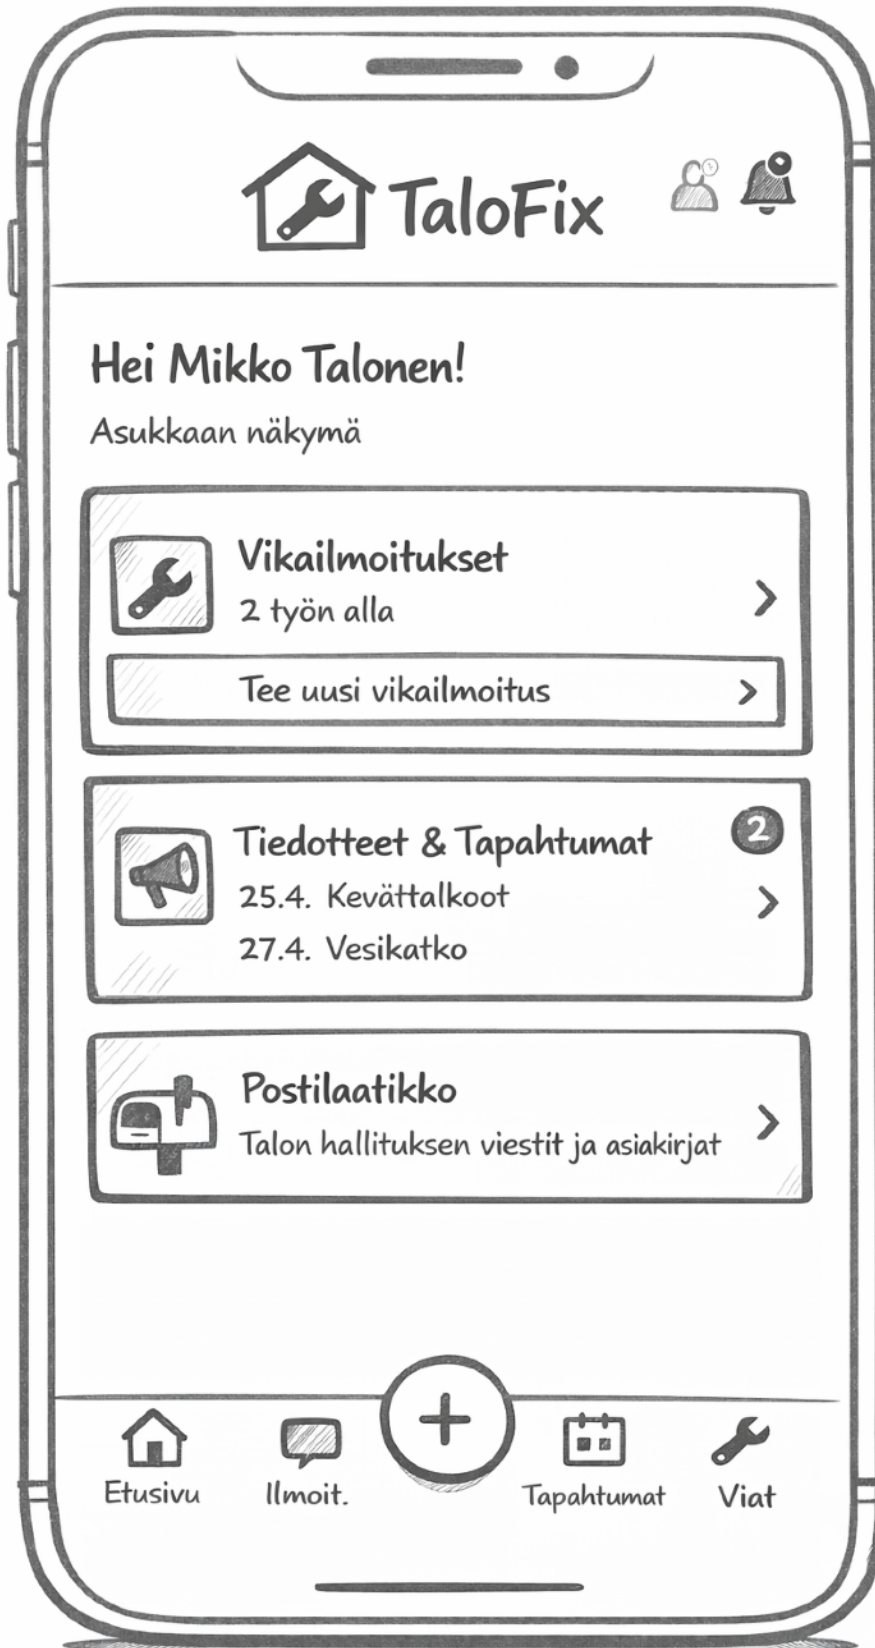 TaloFix
Hei Mikko Talonen!
Asukkaan näkymä
Vikailmoitukset
2 työn alla
Tee uusi vikailmoitus
Tiedotteet & Tapahtumat
2
25.4. Kevättalkoot
27.4. Vesikatko
Postilaatikko
Talon hallituksen viestit ja asiakirjat
+
Etusivu
Ilmoit.
Tapahtumat
Viat